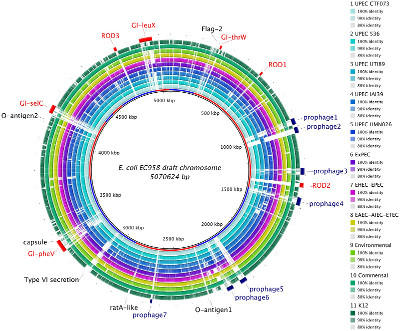 GI-leuX
Flag-2
ROD3
GI-thrW
ROD1
GI-selC
O-antigen2
prophage1
prophage2
prophage3
ROD2
prophage4
prophage5
prophage6
O-antigen1
prophage7
ratA-like
Type VI secretion
GI-pheV
capsule
5000 kbp
500 kbp
1000 kbp
1500 kbp
2000 kbp
2500 kbp
3000 kbp
3500 kbp
4000 kbp
4500 kbp
E. coli EC958 draft chromosome
5070624 bp
1 UPEC CTF073
100% identity
90% identity
80% identity
2 UPEC 536
100% identity
90% identity
80% identity
3 UPEC UTI89
100% identity
90% identity
80% identity
4 UPEC IAI39
100% identity
90% identity
80% identity
5 UPEC UMN026
100% identity
90% identity
80% identity
6 ExPEC
100% identity
90% identity
80% identity
7 EHEC-EPEC
100% identity
90% identity
80% identity
8 EAEC-AIEC-ETEC
100% identity
90% identity
80% identity
9 Environmental
100% identity
90% identity
80% identity
10 Commensal
100% identity
90% identity
80% identity
11 K12
100% identity
90% identity
80% identity